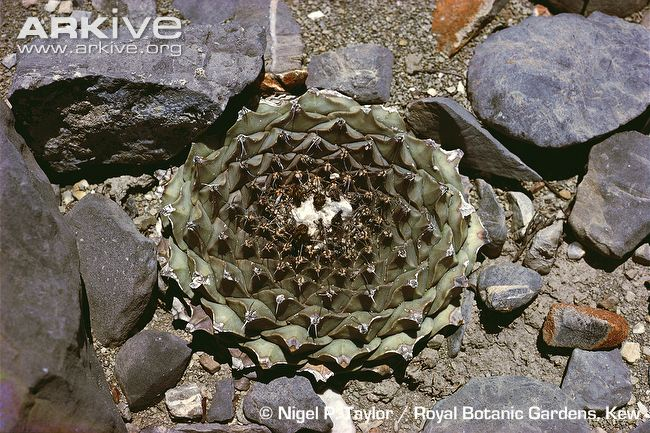 ARKIVE
www.ARKive.org
© Nigel P. Taylor / Royal Botanic Gardens, Kew